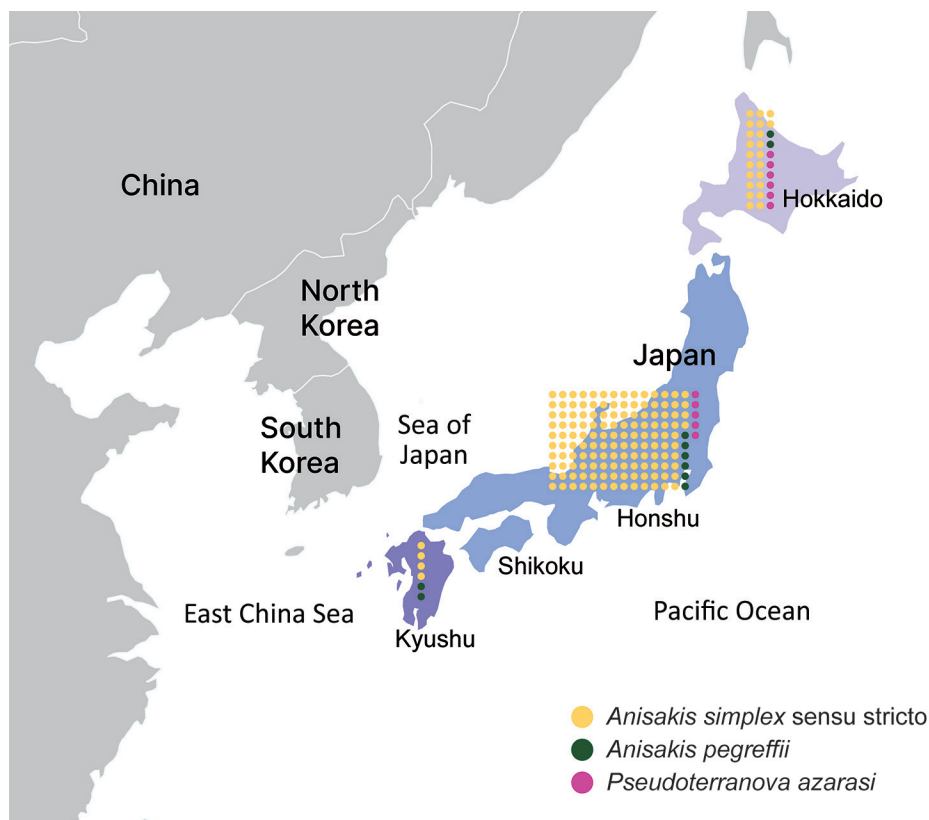 China
Hokkaido
North
Korea
Japan
South
Korea
Sea of
Japan
Honshu
Shikoku
East China Sea
Pacific Ocean
Kyushu
Anisakis simplex sensu stricto
Anisakis pegreffii
Pseudoterranova azarasi